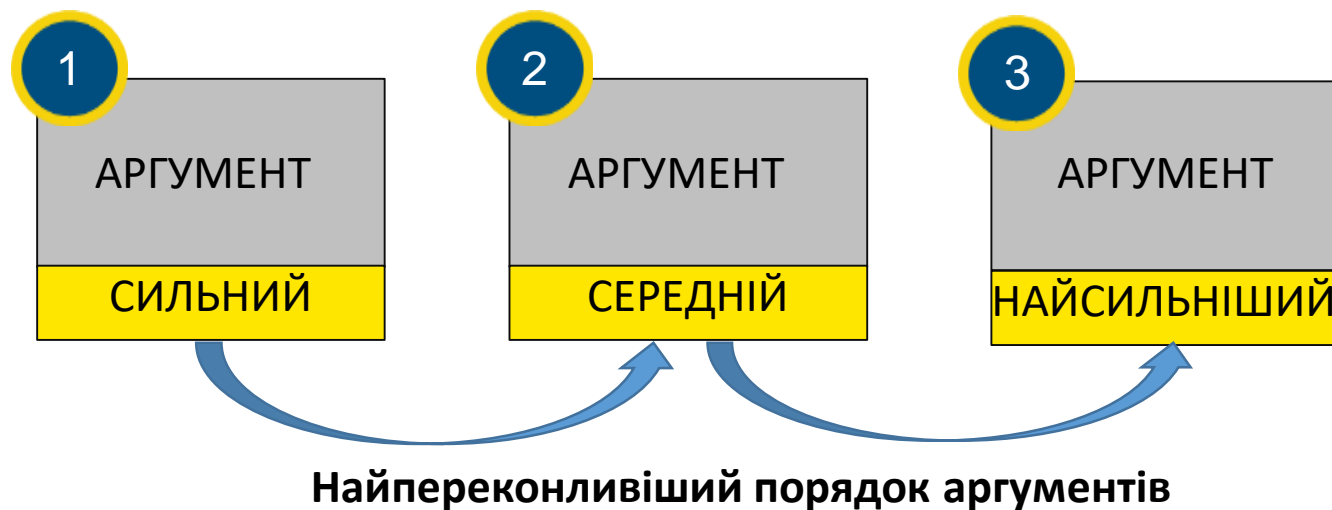 1
2
3
АРГУМЕНТ
АРГУМЕНТ
АРГУМЕНТ
СИЛЬНИЙ
СЕРЕДНІЙ
НАЙСИЛЬНІШИЙ
Найпереконливіший порядок аргументів